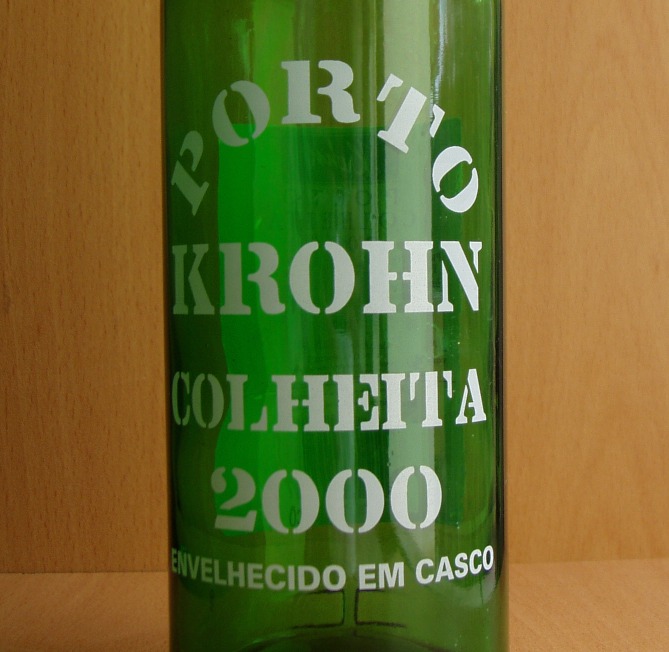 PORTO
KROHN
COLHEITA
2000
ENVELHECIDO EM CASCO